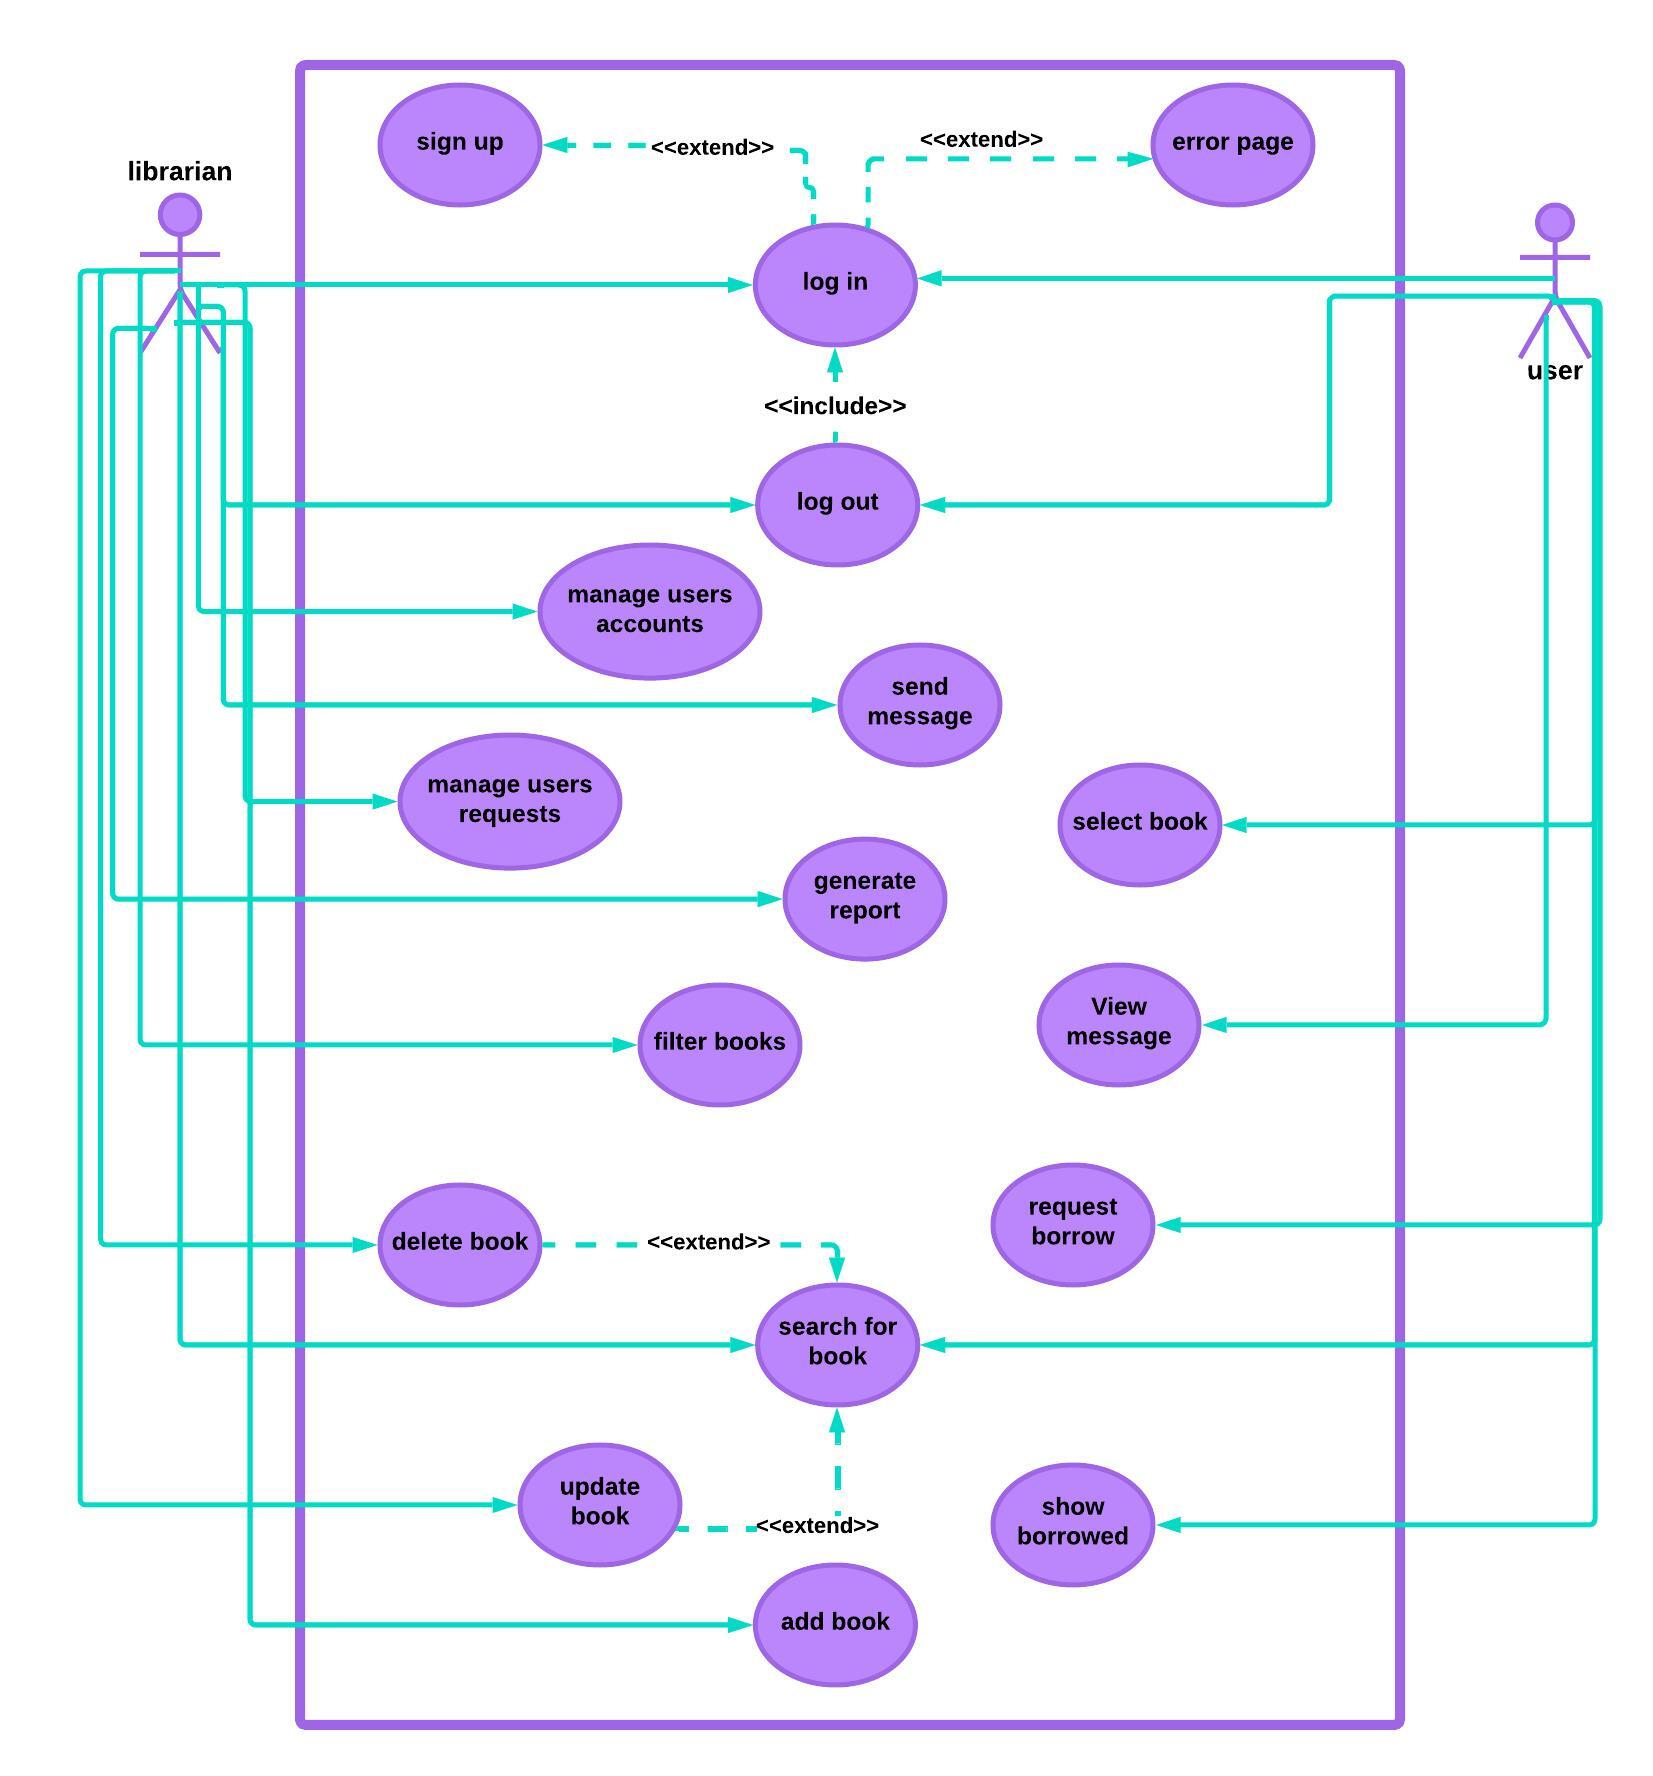 sign up
<<extend>>
<<extend>>
error page
librarian
log in
user
<<include>>
log out
manage users
accounts
send
message
manage users
requests
select book
generate
report
View
message
filter books
request
borrow
delete book
<<extend>>
search for
book
update
book
<<extend>>
show
borrowed
add book